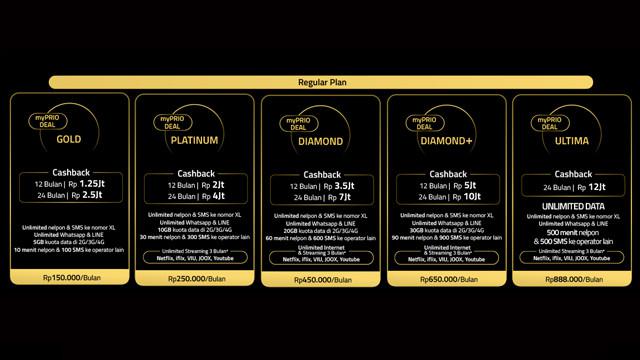 Regular Plan
myPRIO
DEAL
GOLD
Cashback
12 Bulan | Rp 1.25Jt
24 Bulan | Rp 2.5Jt
Unlimited nelpon & SMS ke nomor XL
Unlimited Whatsapp & LINE
5GB kuota data di 2G/3G/4G
10 menit nelpon & 100 SMS ke operator lain
Rp150.000/Bulan
myPRIO
DEAL
PLATINUM
Cashback
12 Bulan | Rp 2Jt
24 Bulan | Rp 4Jt
Unlimited nelpon & SMS ke nomor XL
Unlimited Whatsapp & LINE
10GB kuota data di 2G/3G/4G
30 menit nelpon & 300 SMS ke operator lain
Unlimited Streaming 3 Bulan*
Netflix, iflix, VIU, JOOX, Youtube
Rp250.000/Bulan
myPRIO
DEAL
DIAMOND
Cashback
12 Bulan | Rp 3.5Jt
24 Bulan | Rp 7Jt
Unlimited nelpon & SMS ke nomor XL
Unlimited Whatsapp & LINE
20GB kuota data di 2G/3G/4G
60 menit nelpon & 600 SMS ke operator lain
Unlimited Internet
& Streaming 3 Bulan*
Netflix, iflix, VIU, JOOX, Youtube
Rp450.000/Bulan
myPRIO
DEAL
DIAMOND+
Cashback
12 Bulan | Rp 5Jt
24 Bulan | Rp 10Jt
Unlimited nelpon & SMS ke nomor XL
Unlimited Whatsapp & LINE
30GB kuota data di 2G/3G/4G
90 menit nelpon & 900 SMS ke operator lain
Unlimited Internet
& Streaming 3 Bulan*
Netflix, iflix, VIU, JOOX, Youtube
Rp650.000/Bulan
myPRIO
DEAL
ULTIMA
Cashback
24 Bulan | Rp 12Jt
UNLIMITED DATA
Unlimited nelpon & SMS ke nomor XL
Unlimited Whatsapp & LINE
500 menit nelpon
& 500 SMS ke operator lain
Unlimited Streaming 3 Bulan*
Netflix, iflix, VIU, JOOX, Youtube
Rp888.000/Bulan